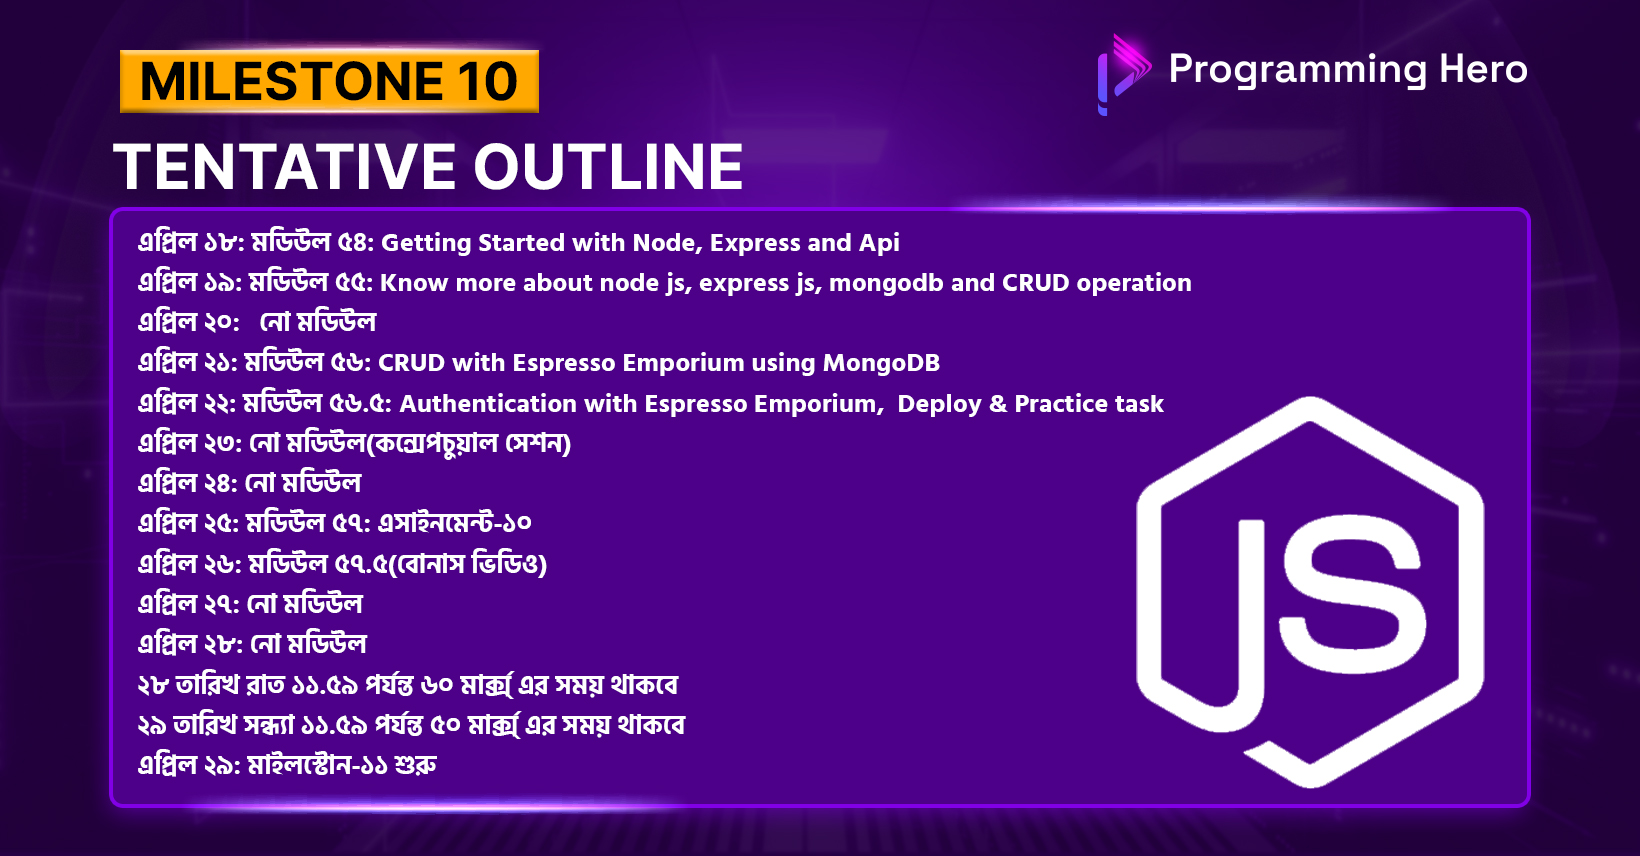 MILESTONE 10
Programming Hero
TENTATIVE OUTLINE
এপ্রিল ১৮: মডিউল ৫৪: Getting Started with Node, Express and Api
এপ্রিল ১৯: মডিউল ৫৫: Know more about node js, express js, mongodb and CRUD operation
এপ্রিল ২০: নো মডিউল
এপ্রিল ২১: মডিউল ৫৬: CRUD with Espresso Emporium using MongoDB
এপ্রিল ২২: মডিউল ৫৬.৫: Authentication with Espresso Emporium, Deploy & Practice task
এপ্রিল ২৩: নো মডিউল(কন্সেপচুয়াল সেশন)
এপ্রিল ২৪: নো মডিউল
এপ্রিল ২৫: মডিউল ৫৭: এসাইনমেন্ট-১০
এপ্রিল ২৬: মডিউল ৫৭.৫(বোনাস ভিডিও)
এপ্রিল ২৭: নো মডিউল
এপ্রিল ২৮: নো মডিউল
২৮ তারিখ রাত ১১.৫৯ পর্যন্ত ৬০ মার্ক্স্ এর সময় থাকবে
২৯ তারিখ সন্ধ্যা ১১.৫৯ পর্যন্ত ৫০ মার্ক্স্ এর সময় থাকবে
এপ্রিল ২৯: মাইলস্টোন-১১ শুরু
JS